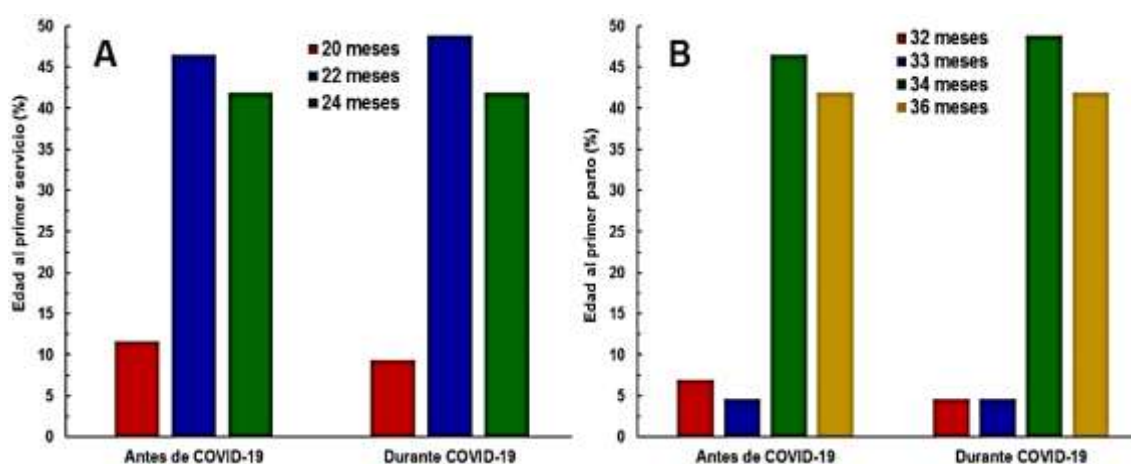 A
20 meses
22 meses
24 meses
Edad al primer servicio (%)
50
45
40
35
30
25
20
15
10
5
0
Antes de COVID-19
Durante COVID-19
B
32 meses
33 meses
34 meses
36 meses
Edad al primer parto (%)
50
45
40
35
30
25
20
15
10
5
0
Antes de COVID-19
Durante COVID-19